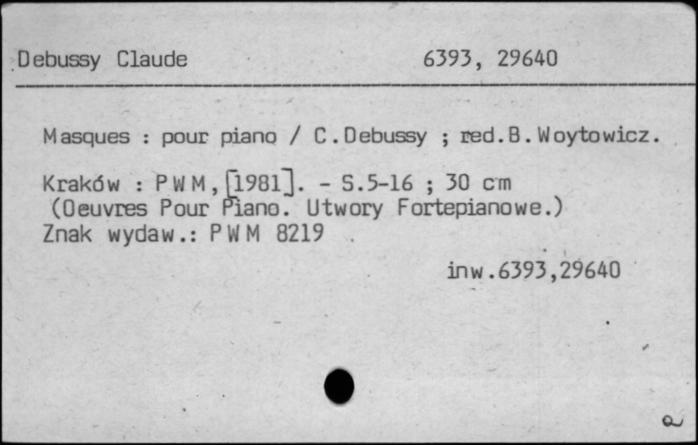 Debussy Claude 6393, 29640
Masques : pour piano / C.Debussy ; red.B.Woytowicz.
Kraków : PWM, [1981]. - S.5-16 ; 30 cm
(Oeuvres Pour Piano. Utwory Fortepianowe.)
Znak wydaw.: PWM 8219
inw.6393,29640
a